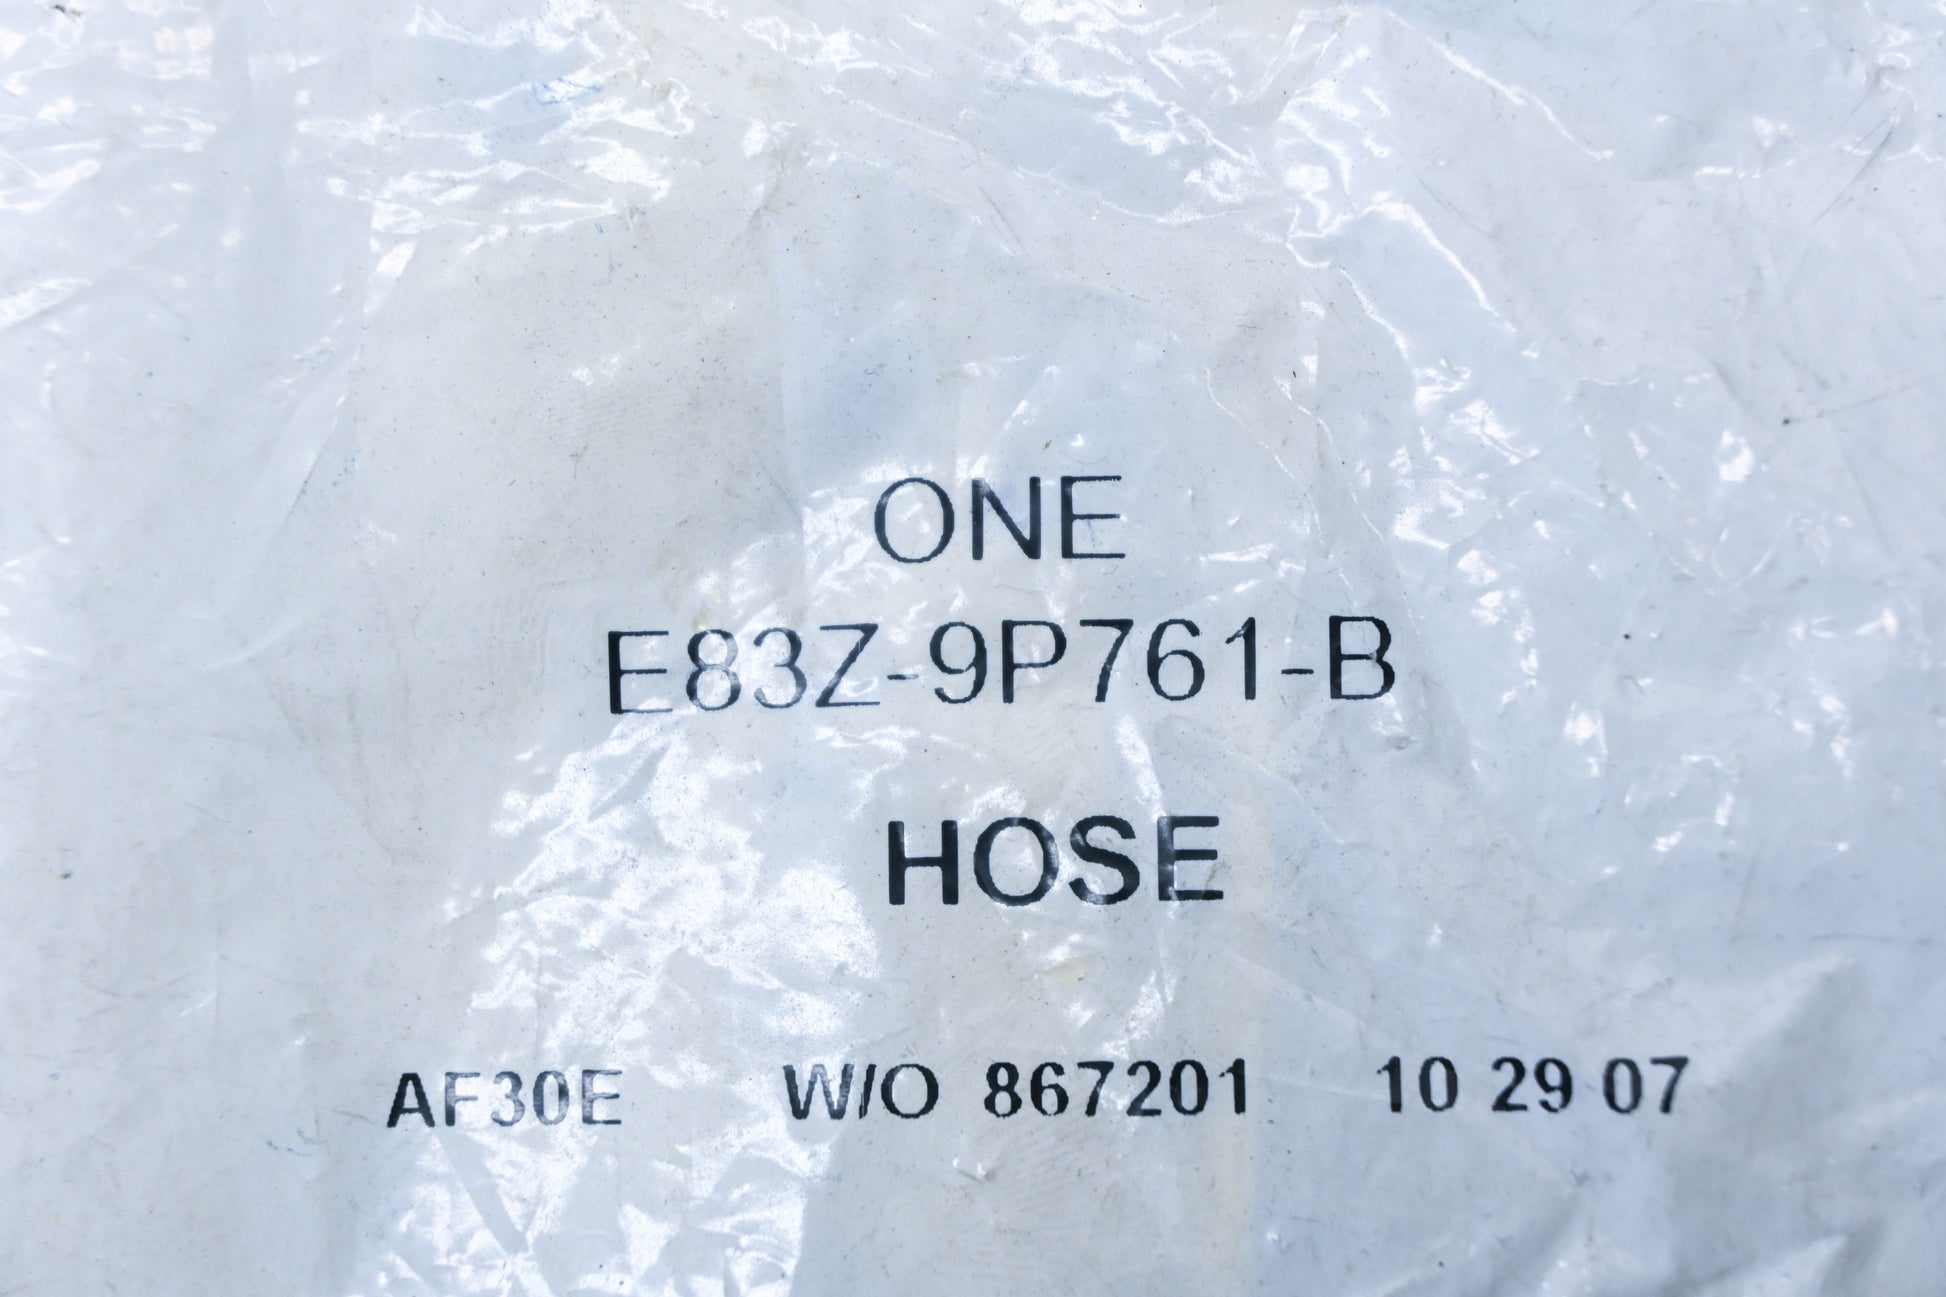 ONE
E83Z-9P761-B
HOSE
AF30E W/O 867201 10 29 07